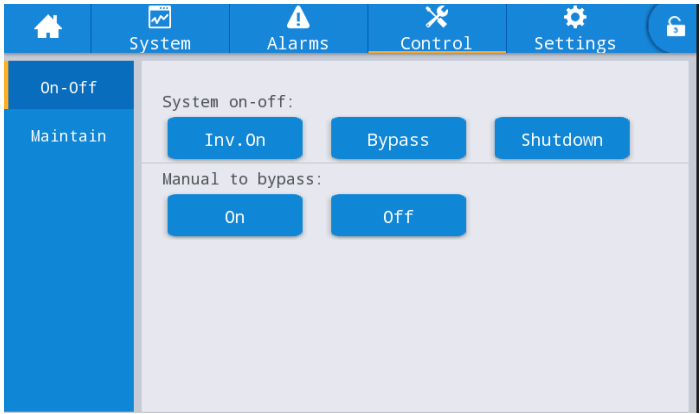 System
Alarms
Control
Settings
3
On-Off
Maintain
System on-off:
Inv.On
Bypass
Shutdown
Manual to bypass:
On
Off